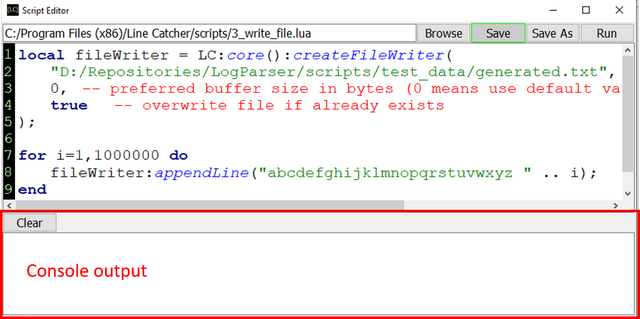 LC Script Editor
C:/Program Files (x86)/Line Catcher/scripts/3_write_file.lua Browse Save Save As Run
1 local fileWriter = LC:core():createFileWriter(
2 "D:/Repositories/LogParser/scripts/test_data/generated.txt",
3 0, -- preferred buffer size in bytes (0 means use default va
4 true -- overwrite file if already exists
5 );
6
7 for i=1,1000000 do
8 fileWriter:appendLine("abcdefghijklmnopqrstuvwxyz " .. i);
9 end
Clear
Console output